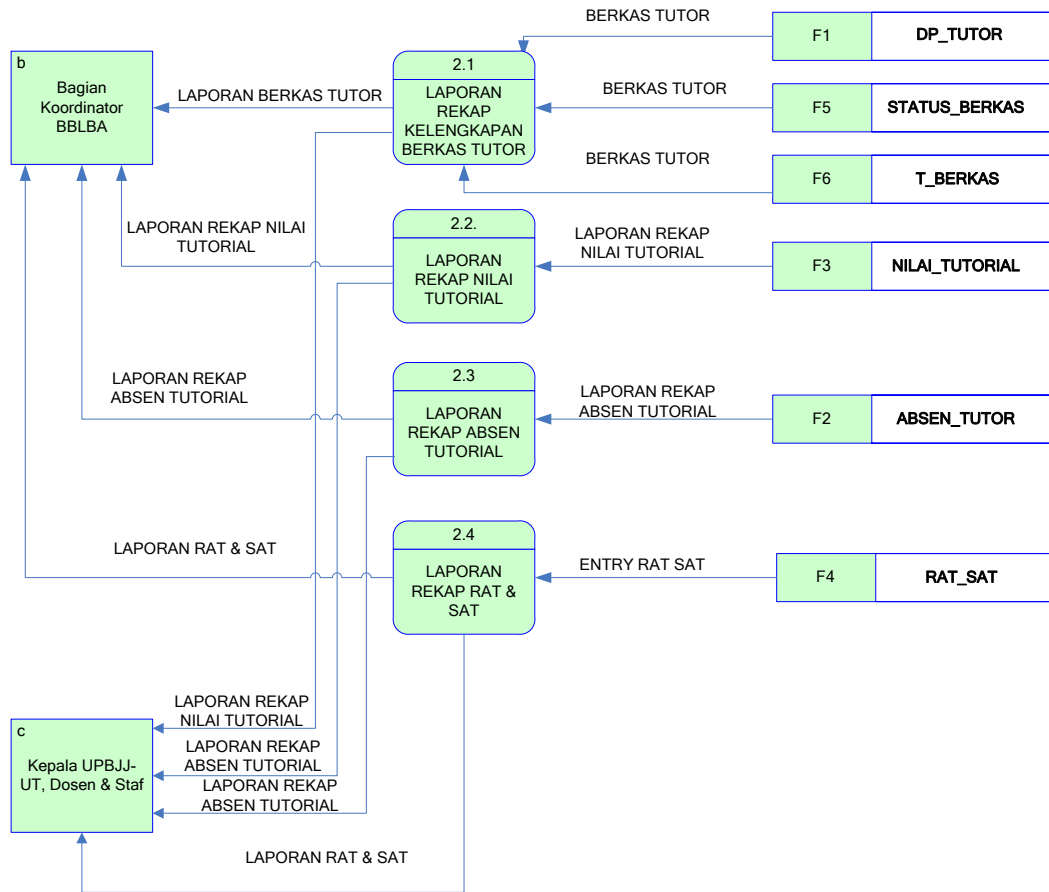 BERKAS TUTOR
F1
DP_TUTOR
b
Bagian
Koordinator
BBLBA
LAPORAN BERKAS TUTOR
2.1
LAPORAN
REKAP
KELENGKAPAN
BERKAS TUTOR
BERKAS TUTOR
F5
STATUS_BERKAS
BERKAS TUTOR
F6
T_BERKAS
LAPORAN REKAP NILAI
TUTORIAL
2.2.
LAPORAN
REKAP NILAI
TUTORIAL
LAPORAN REKAP
NILAI TUTORIAL
F3
NILAI_TUTORIAL
LAPORAN REKAP
ABSEN TUTORIAL
2.3
LAPORAN
REKAP ABSEN
TUTORIAL
LAPORAN REKAP
ABSEN TUTORIAL
F2
ABSEN_TUTOR
LAPORAN RAT & SAT
2.4
LAPORAN
REKAP RAT &
SAT
ENTRY RAT SAT
F4
RAT_SAT
c
Kepala UPBJJ-
UT, Dosen & Staf
LAPORAN REKAP
NILAI TUTORIAL
LAPORAN REKAP
ABSEN TUTORIAL
LAPORAN REKAP
ABSEN TUTORIAL
LAPORAN RAT & SAT